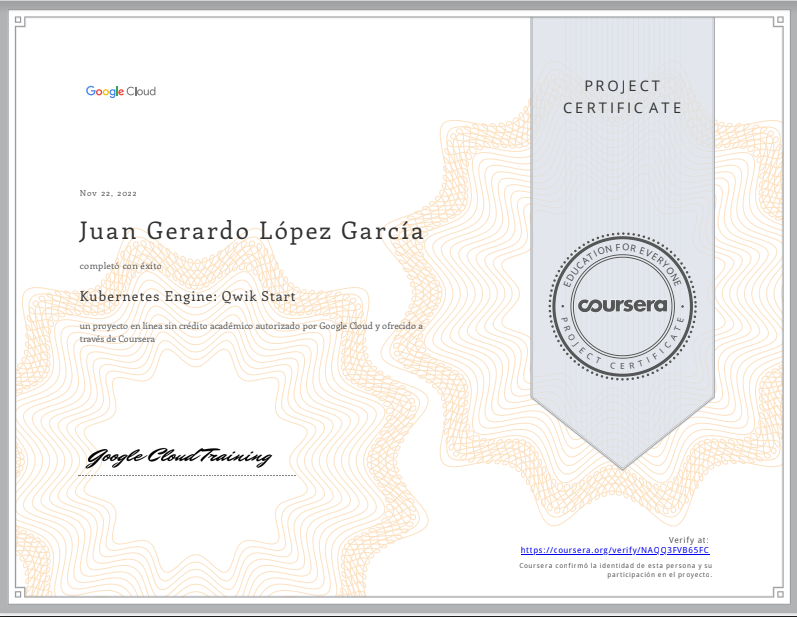 Google Cloud
PROJECT
CERTIFICATE
Nov 22, 2022
Juan Gerardo López García
completó con éxito
Kubernetes Engine: Qwik Start
un proyecto en línea sin crédito académico autorizado por Google Cloud y ofrecido a
través de Coursera
EDUCATION FOR EVERYONE
coursera
PROJECT CERTIFICATE
Google Cloud Training
Verify at:
https://coursera.org/verify/NAQQ3FVB65FC
Coursera confirmó la identidad de esta persona y su
participación en el proyecto.